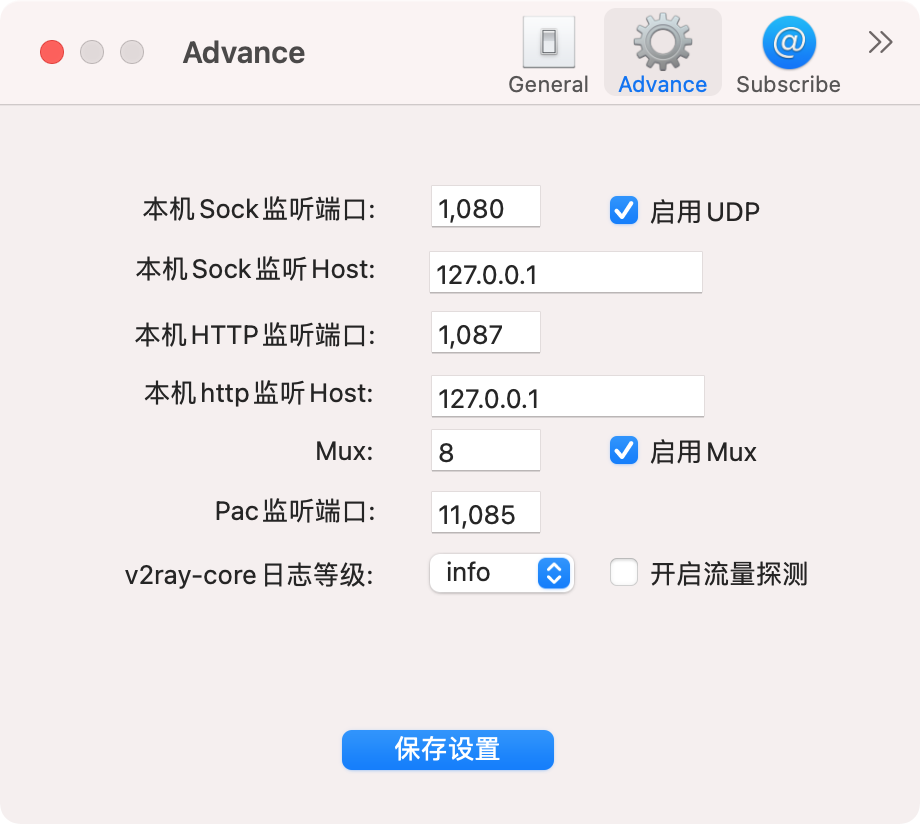 Advance
General
Advance
Subscribe
本机Sock监听端口: 1,080 启用UDP
本机Sock监听Host: 127.0.0.1
本机HTTP监听端口: 1,087
本机http监听Host: 127.0.0.1
Mux: 8 启用Mux
Pac监听端口: 11,085
v2ray-core日志等级: info 开启流量探测
保存设置